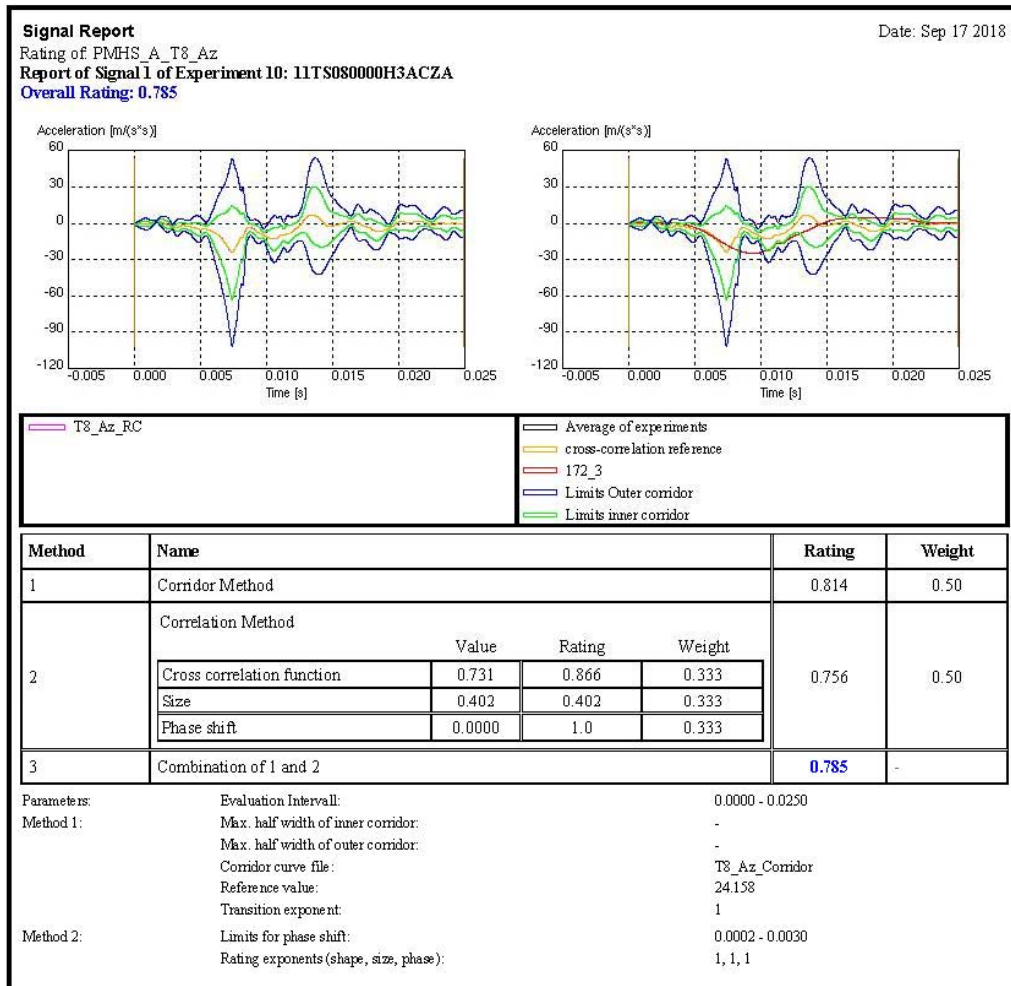 Signal Report
Date: Sep 17 2018
Rating of: PMHS_A_T8_Az
Report of Signal 1 of Experiment 10: 11TS080000H3ACZA
Overall Rating: 0.785
Acceleration [m/(s*s)]
60
30
0
-30
-60
-90
-120
-0.005 0.000 0.005 0.010 0.015 0.020 0.025
Time [s]
Acceleration [m/(s*s)]
60
30
0
-30
-60
-90
-120
-0.005 0.000 0.005 0.010 0.015 0.020 0.025
Time [s]
T8_Az_RC
Average of experiments
cross-correlation reference
172_3
Limits Outer corridor
Limits inner corridor
Method Name Rating Weight
1 Corridor Method 0.814 0.50
Correlation Method
Value Rating Weight
Cross correlation function 0.731 0.866 0.333
2 Size 0.402 0.402 0.333 0.756 0.50
Phase shift 0.0000 1.0 0.333
3 Combination of 1 and 2 0.785 -
Parameters: Evaluation Intervall: 0.0000 - 0.0250
Method 1: Max. half width of inner corridor: -
Max. half width of outer corridor: -
Corridor curve file: T8_Az_Corridor
Reference value: 24.158
Transition exponent: 1
Method 2: Limits for phase shift: 0.0002 - 0.0030
Rating exponents (shape, size, phase): 1, 1, 1